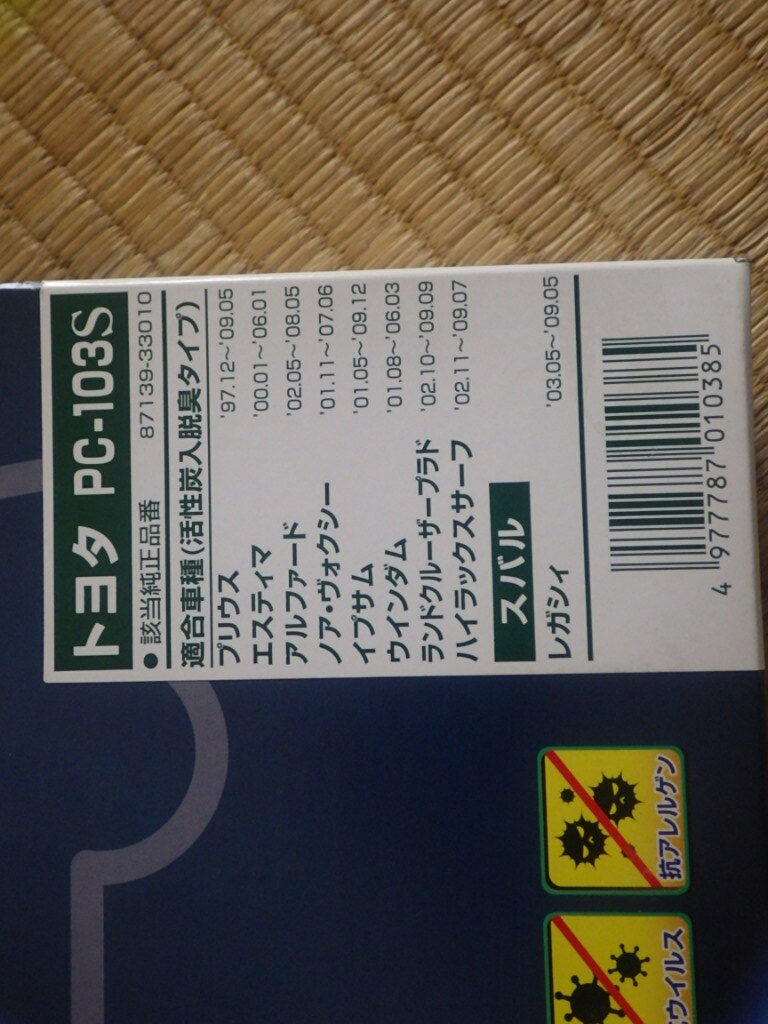 トヨタ PC-103S
●該当純正品番 87139-33010
適合車種(活性炭入脱臭タイプ)
プリウス '97.12~'09.05
エスティマ '00.01~'06.01
アルファード '02.05~'08.05
ノア・ヴォクシー '01.11~'07.06
イプサム '01.05~'09.12
ウインダム '01.08~'06.03
ランドクルーザープラド '02.10~'09.09
ハイラックスサーフ '02.11~'09.07
スバル
レガシィ '03.05~'09.05
4 977787 010385
抗アレルゲン
ウイルス